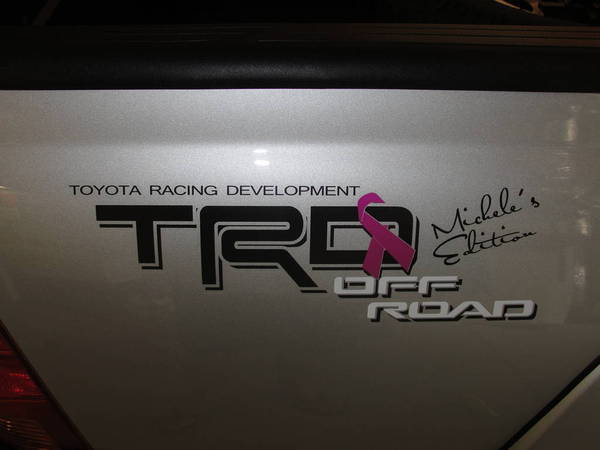 TOYOTA RACING DEVELOPMENT
TRD
OFF
ROAD
Michele's
Edition